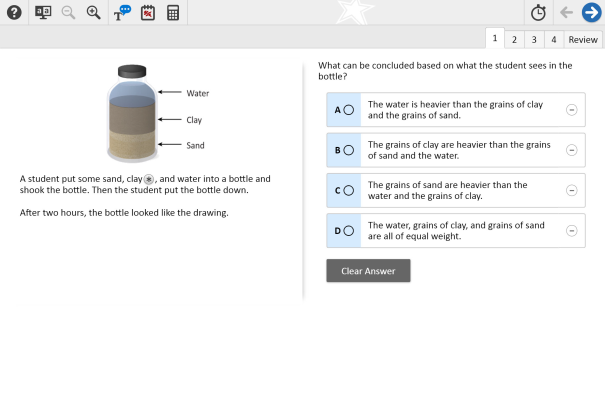 1 2 3 4 Review
Water
Clay
Sand
A student put some sand, clay, and water into a bottle and
shook the bottle. Then the student put the bottle down.
After two hours, the bottle looked like the drawing.
What can be concluded based on what the student sees in the
bottle?
A The water is heavier than the grains of clay
and the grains of sand.
B The grains of clay are heavier than the grains
of sand and the water.
C The grains of sand are heavier than the
water and the grains of clay.
D The water, grains of clay, and grains of sand
are all of equal weight.
Clear Answer